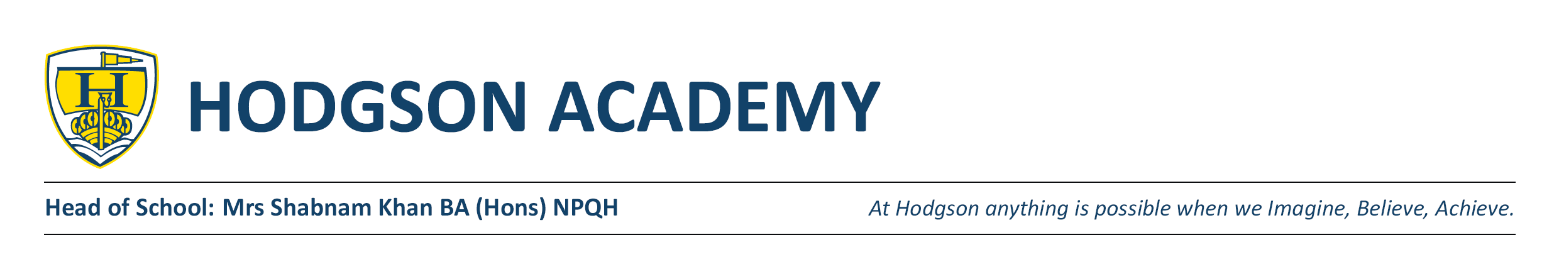 H
HODGSON ACADEMY
Head of School: Mrs Shabnam Khan BA (Hons) NPQH
At Hodgson anything is possible when we Imagine, Believe, Achieve.